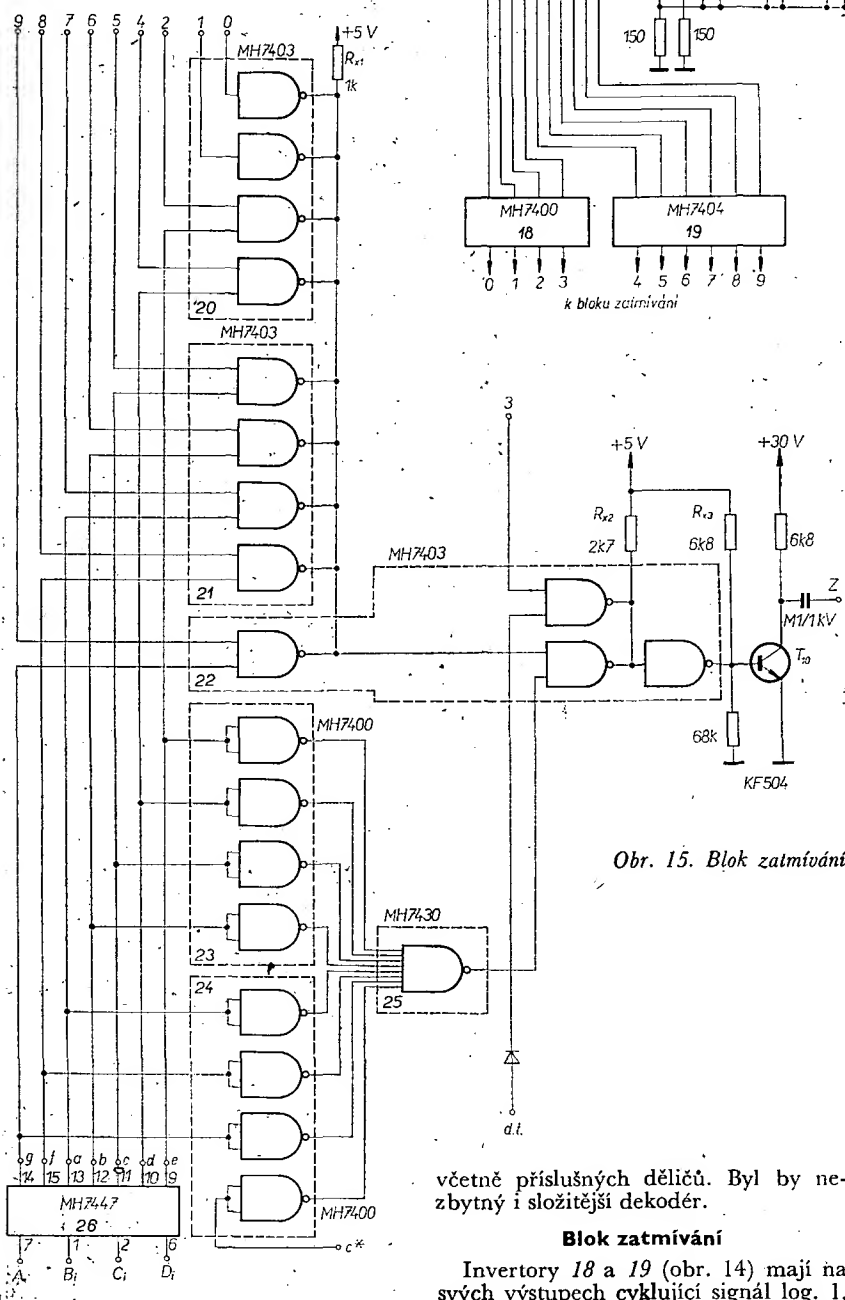 9 8 7 6 5 4 2 1 0
+5 V
MH7403
Rx1
1k
20
MH7403
21
22
MH7403
3
+5 V
+30 V
Rx2
2k7
Rx3
6k8
6k8
Z
M1/1kV
T10
68k
KF504
150 150
MH7400
18
MH7404
19
0 1 2 3 4 5 6 7 8 9
k bloku zatmívání
Obr. 15. Blok zatmívání
MH7400
23
24
MH7430
25
MH7400
c*
d.t.
g f a b c d e
14 15 13 12 11 10 9
MH7447
26
7 1 2 6
Ai Bi Ci Di
včetně příslušných děličů. Byl by ne-
zbytný i složitější dekodér.
Blok zatmívání
Invertory 18 a 19 (obr. 14) mají na
svých výstupech cyklující signál log. 1,